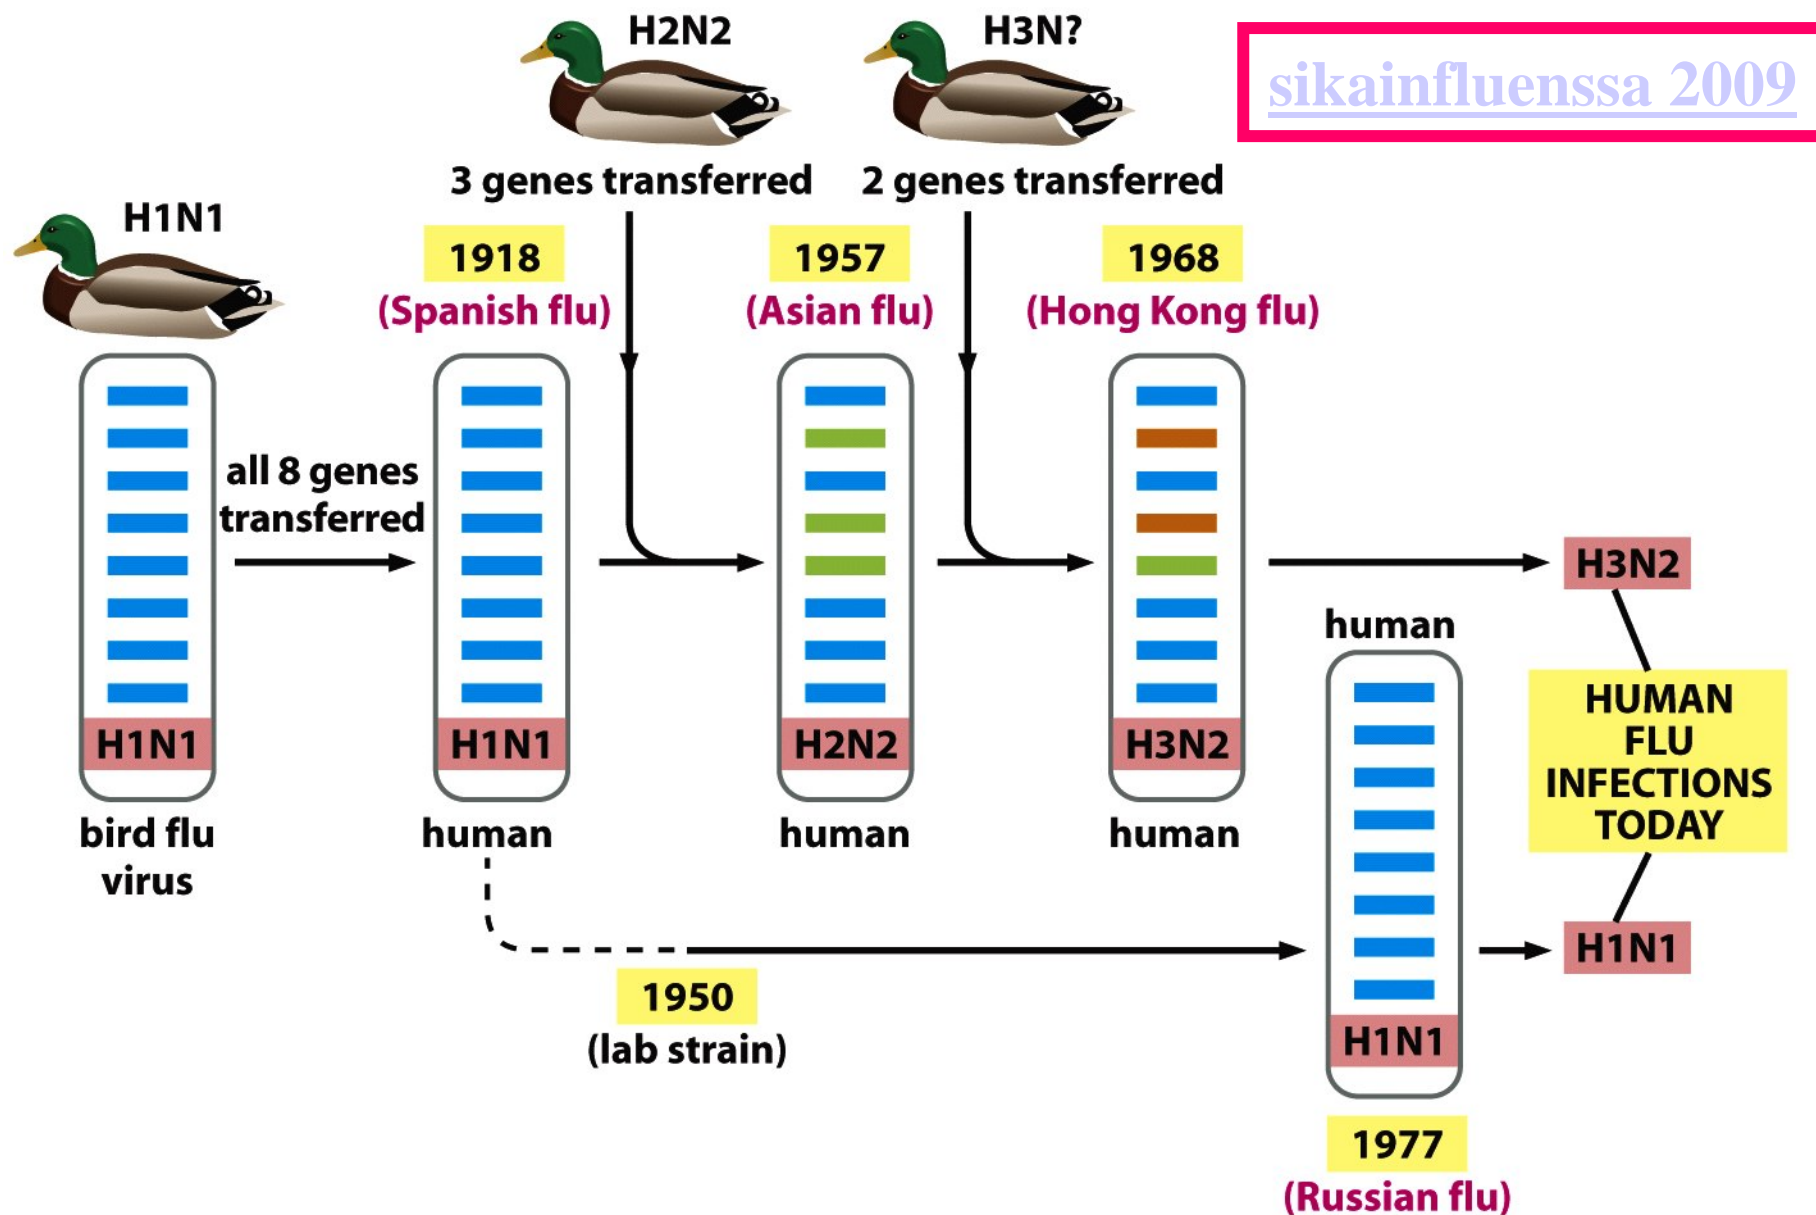 H2N2
H3N?
sikainfluenssa 2009
3 genes transferred
2 genes transferred
H1N1
1918
(Spanish flu)
1957
(Asian flu)
1968
(Hong Kong flu)
all 8 genes
transferred
H1N1
H1N1
H2N2
H3N2
bird flu
virus
human
human
human
H3N2
human
HUMAN
FLU
INFECTIONS
TODAY
H1N1
1950
(lab strain)
H1N1
1977
(Russian flu)